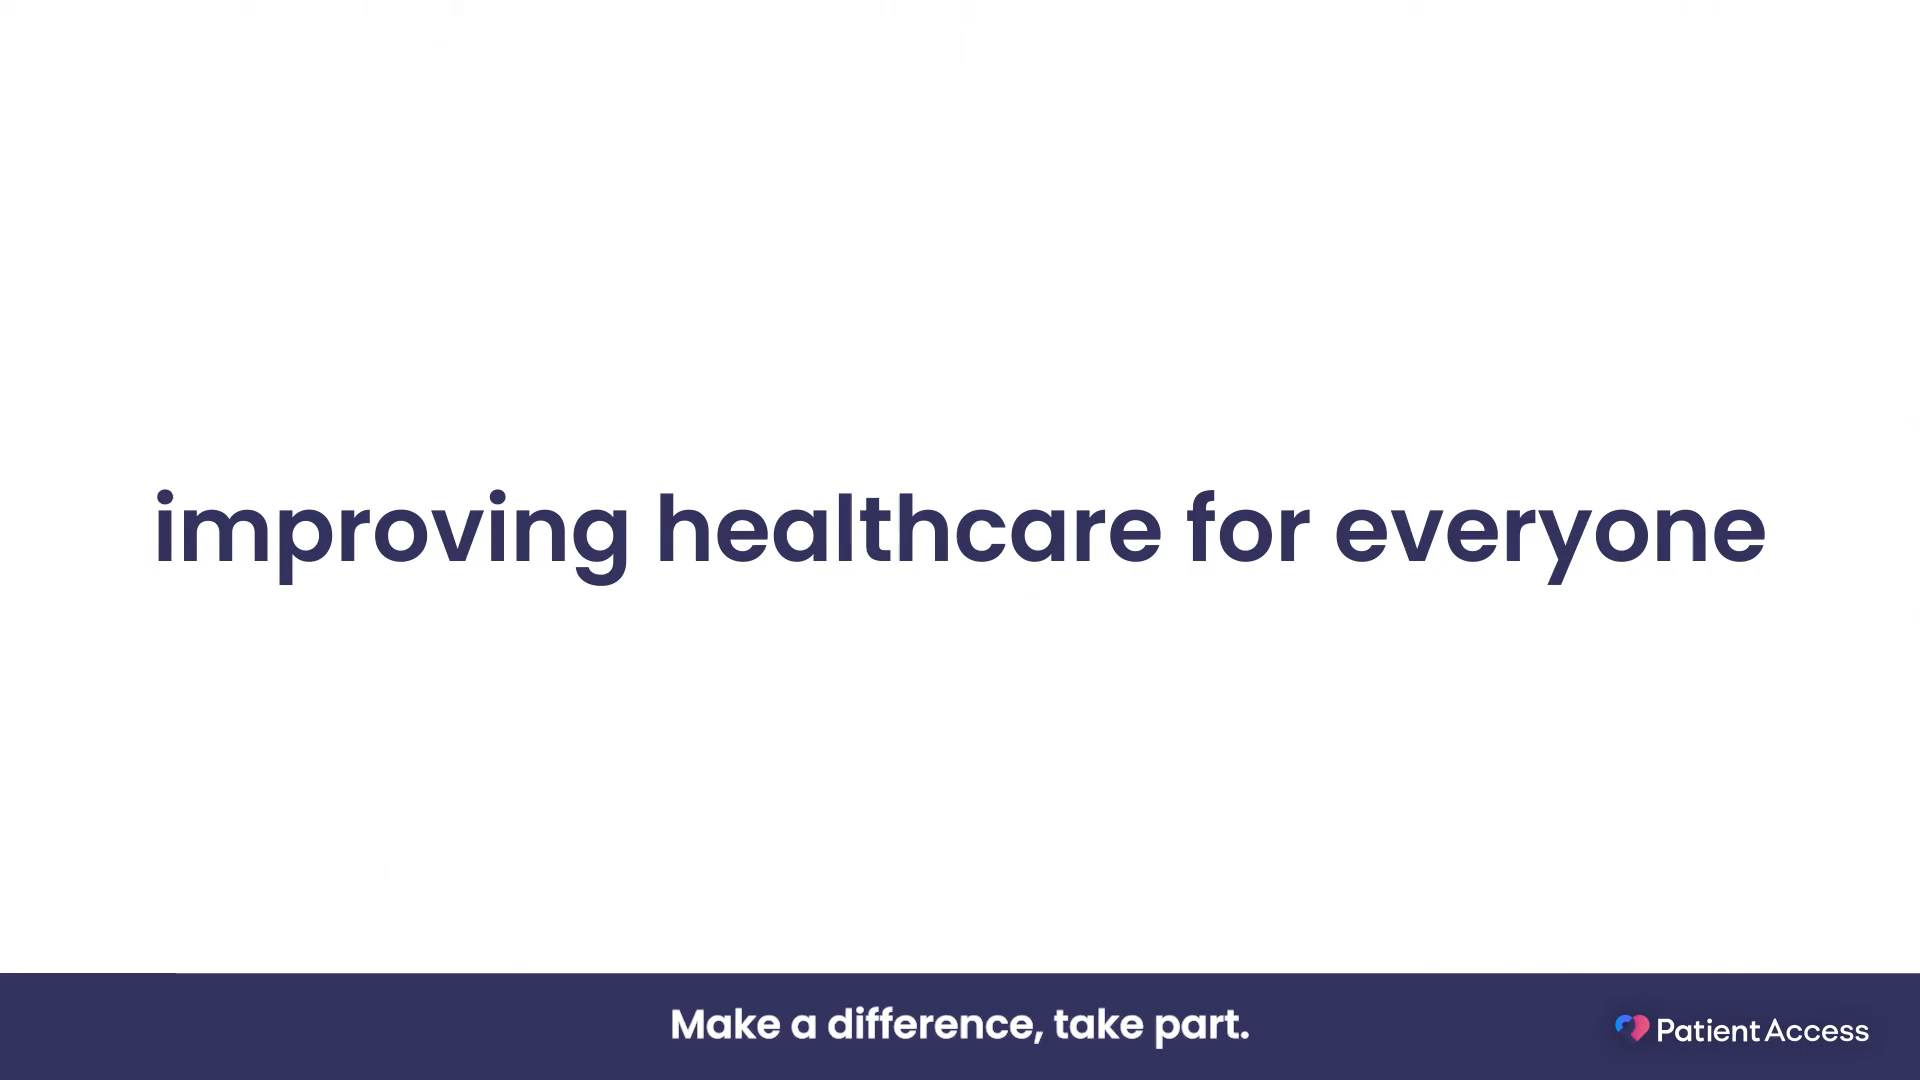 improving healthcare for everyone
Make a difference, take part.
Patient Access